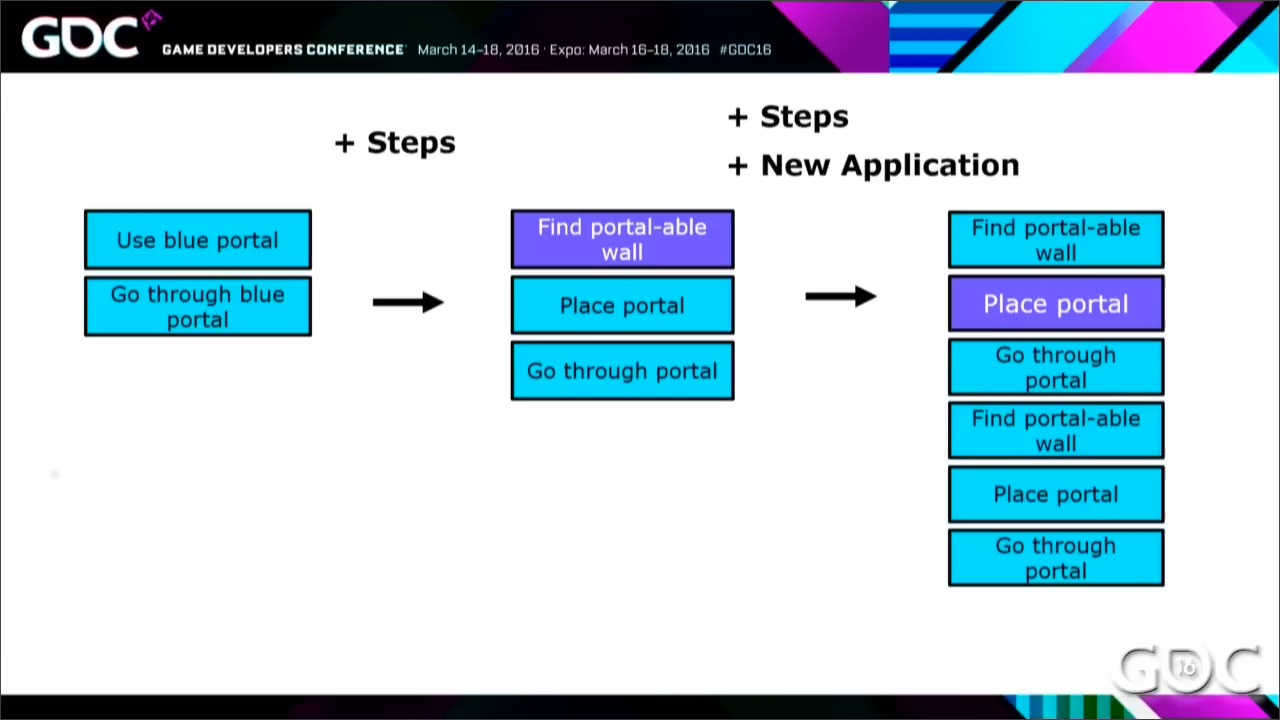 GDC
GAME DEVELOPERS CONFERENCE March 14–18, 2016 · Expo: March 16–18, 2016 #GDC16
+ Steps
+ Steps
+ New Application
Use blue portal
Go through blue
portal
Find portal-able
wall
Place portal
Go through portal
Find portal-able
wall
Place portal
Go through
portal
Find portal-able
wall
Place portal
Go through
portal
GDC
16